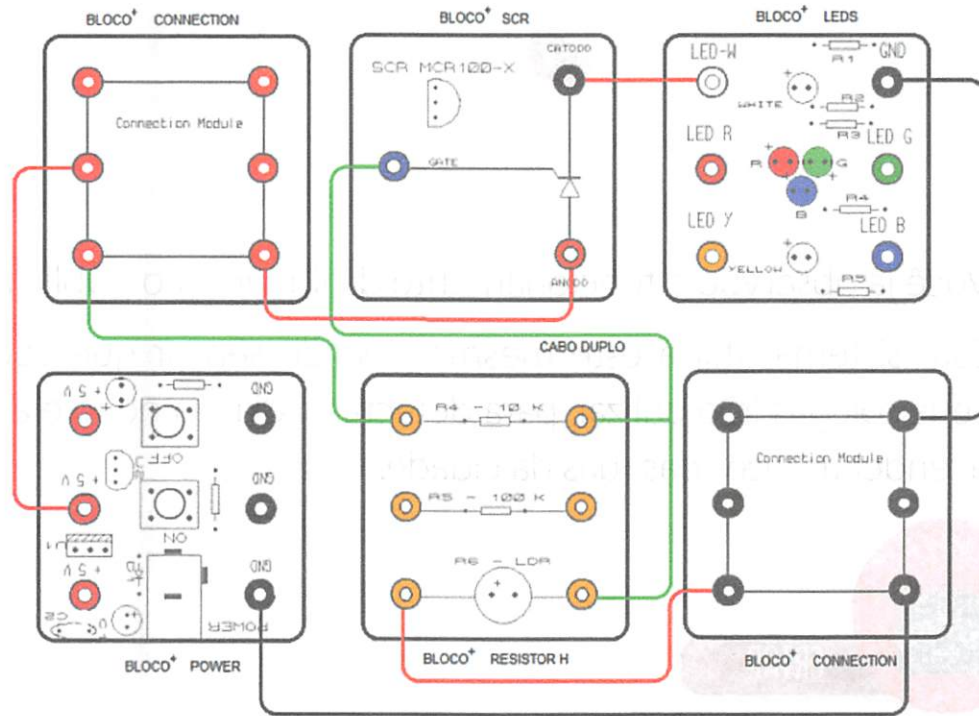 BLOCO+ CONNECTION
BLOCO+ SCR
BLOCO+ LEDS
Connection Module
SCR MCR100-X
CATODO
GATE
ANODO
LED-W
GND
R1
WHITE
R2
R3
LED R
LED G
R
G
B
R4
LED Y
LED B
YELLOW
R5
CABO DUPLO
+5V
GND
OFF
+5V
GND
ON
+5V
GND
POWER
R4 - 10 K
R5 - 100 K
R6 - LDR
Connection Module
BLOCO+ POWER
BLOCO+ RESISTOR H
BLOCO+ CONNECTION